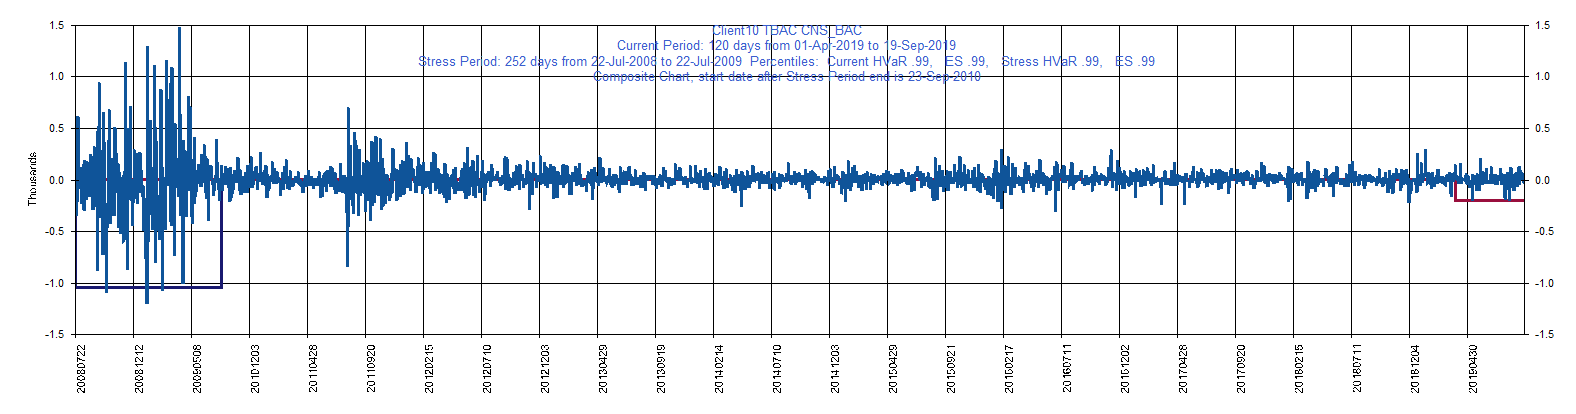 Client10 TBAC CNS_BAC
Current Period: 120 days from 01-Apr-2019 to 19-Sep-2019
Stress Period: 252 days from 22-Jul-2008 to 22-Jul-2009 Percentiles: Current HVaR .99, ES .99, Stress HVaR .99, ES .99
Composite Chart, start date after Stress Period end is 23-Sep-2010
Thousands
1.5 1.5
1.0 1.0
0.5 0.5
0.0 0.0
-0.5 -0.5
-1.0 -1.0
-1.5 -1.5
20080722 20081212 20090508 20101203 20110428 20110920 20120215 20120710 20121203 20130429 20130919 20140214 20140710 20141203 20150429 20150921 20160217 20160711 20161202 20170428 20170920 20180215 20180711 20181204 20190430